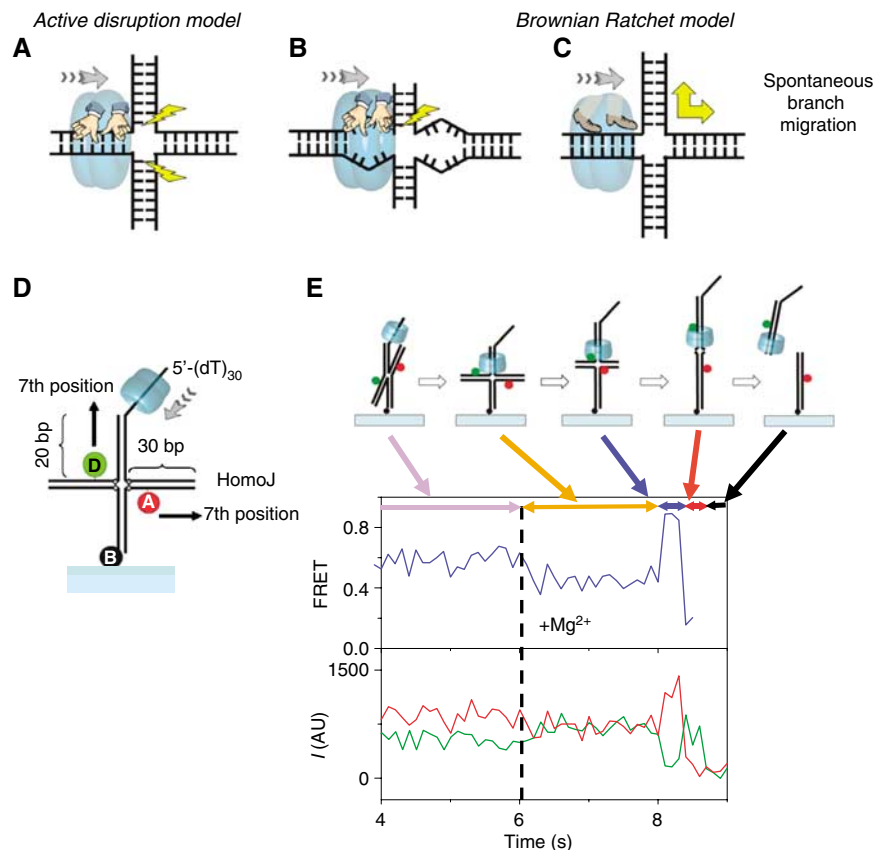 Active disruption model
Brownian Ratchet model
A
B
C
Spontaneous
branch
migration
D
E
5'-(dT)30
7th position
20 bp
30 bp
D
HomoJ
A
7th position
B
0.8
FRET
0.4
+Mg2+
0.0
1500
I (AU)
0
4
6
8
Time (s)